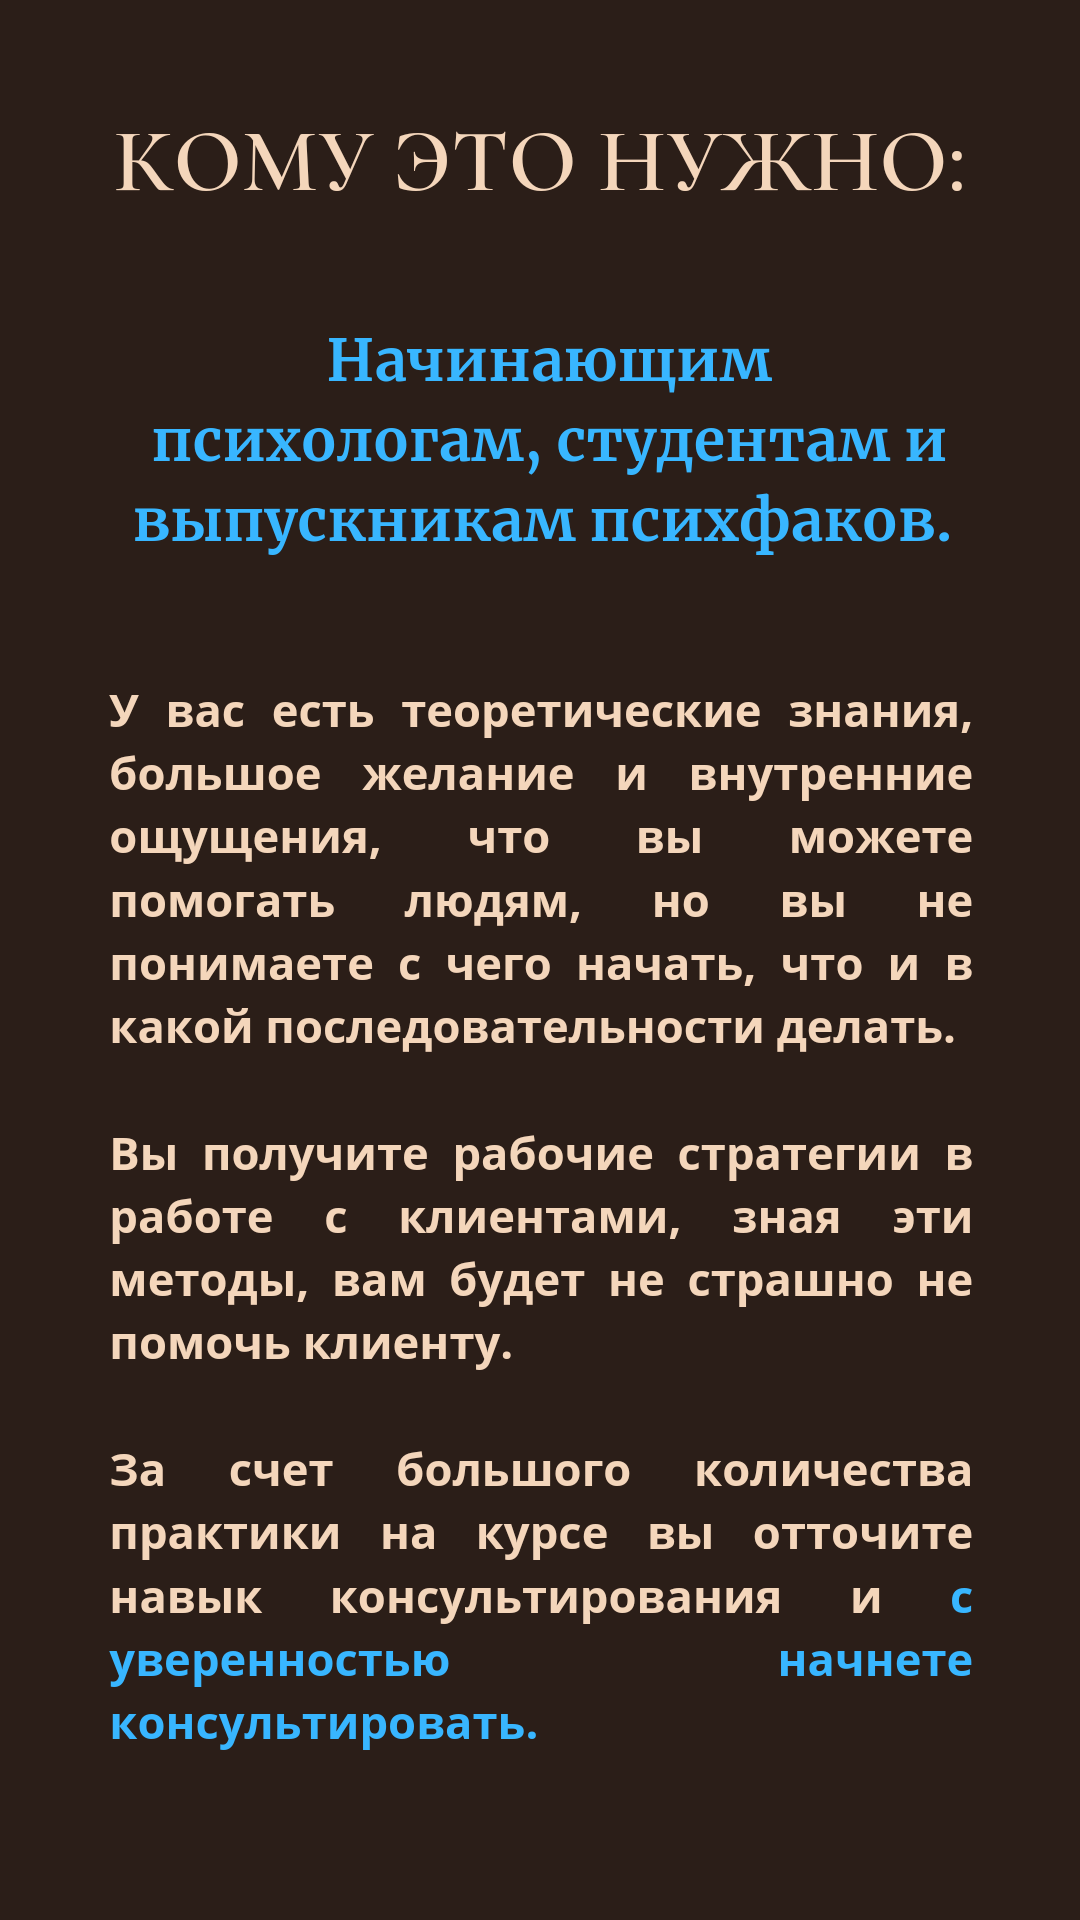 КОМУ ЭТО НУЖНО:
Начинающим
психологам, студентам и
выпускникам психфаков.
У вас есть теоретические знания,
большое желание и внутренние
ощущения, что вы можете
помогать людям, но вы не
понимаете с чего начать, что и в
какой последовательности делать.
Вы получите рабочие стратегии в
работе с клиентами, зная эти
методы, вам будет не страшно не
помочь клиенту.
За счет большого количества
практики на курсе вы отточите
навык консультирования и с
уверенностью начнете
консультировать.